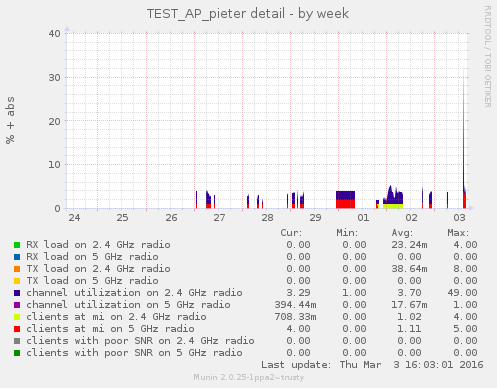 TEST_AP_pieter detail - by week
RRDTOOL / TOBI OETIKER
% + abs
40
30
20
10
0
24 25 26 27 28 29 01 02 03
Cur: Min: Avg: Max:
RX load on 2.4 GHz radio 0.00 0.00 23.24m 4.00
RX load on 5 GHz radio 0.00 0.00 0.00 0.00
TX load on 2.4 GHz radio 0.00 0.00 38.64m 8.00
TX load on 5 GHz radio 0.00 0.00 0.00 0.00
channel utilization on 2.4 GHz radio 3.29 1.00 3.70 49.00
channel utilization on 5 GHz radio 394.44m 0.00 17.67m 1.00
clients at mi on 2.4 GHz radio 708.33m 0.00 1.02 4.00
clients at mi on 5 GHz radio 4.00 0.00 1.11 5.00
clients with poor SNR on 2.4 GHz radio 0.00 0.00 0.00 0.00
clients with poor SNR on 5 GHz radio 0.00 0.00 0.00 0.00
Last update: Thu Mar 3 16:03:01 2016
Munin 2.0.25-1ppa2~trusty